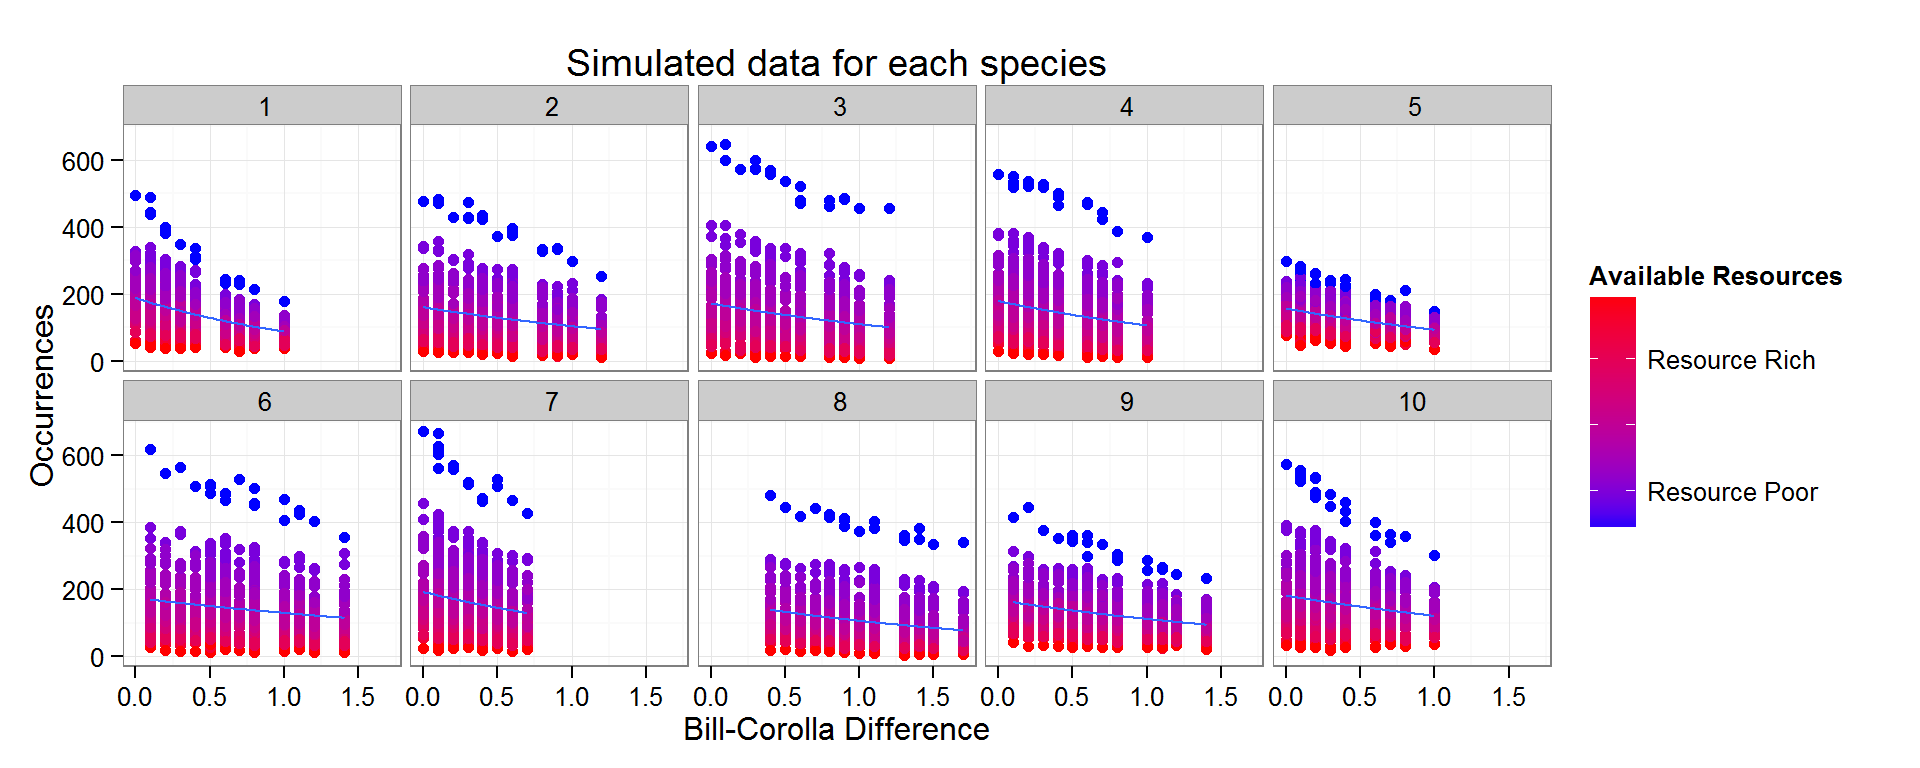 Simulated data for each species
1 2 3 4 5
600
400
200
0
6 7 8 9 10
600
400
200
0
0.0 0.5 1.0 1.5 0.0 0.5 1.0 1.5 0.0 0.5 1.0 1.5 0.0 0.5 1.0 1.5 0.0 0.5 1.0 1.5
Bill-Corolla Difference
Occurrences
Available Resources
Resource Rich
Resource Poor